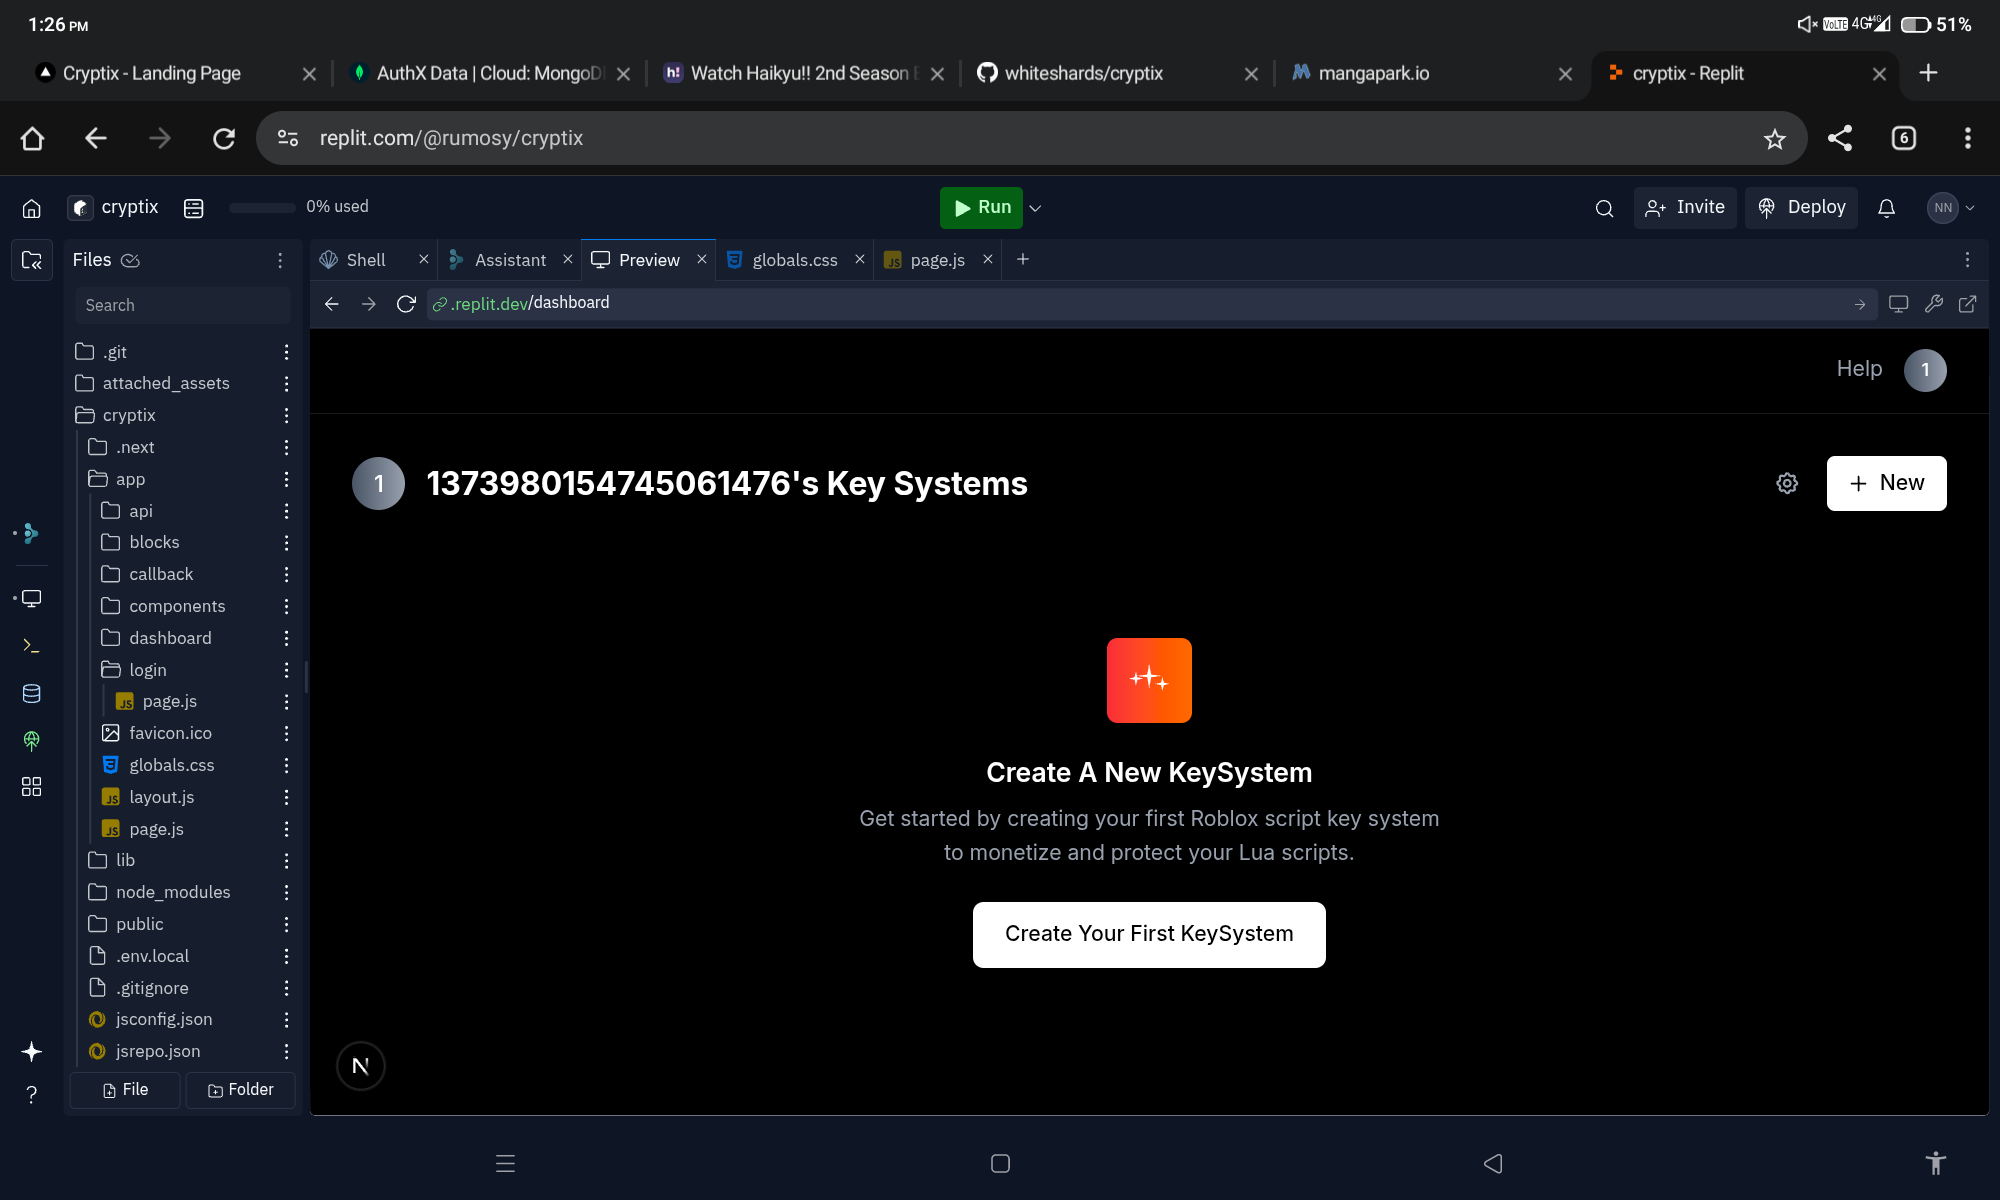 1:26 PM
VoLTE 4G 4G 51%
Cryptix - Landing Page
AuthX Data | Cloud: MongoD
h! Watch Haikyu!! 2nd Season E
whiteshards/cryptix
mangapark.io
cryptix - Replit
replit.com/@rumosy/cryptix
6
cryptix
0% used
Run
Invite
Deploy
NN
Files
Shell
Assistant
Preview
globals.css
JS page.js
Search
.replit.dev/dashboard
.git
attached_assets
cryptix
.next
app
api
blocks
callback
components
dashboard
login
JS page.js
favicon.ico
globals.css
JS layout.js
JS page.js
lib
node_modules
public
.env.local
.gitignore
jsconfig.json
jsrepo.json
File
Folder
Help
1
1
1373980154745061476's Key Systems
+ New
Create A New KeySystem
Get started by creating your first Roblox script key system
to monetize and protect your Lua scripts.
Create Your First KeySystem
N
?